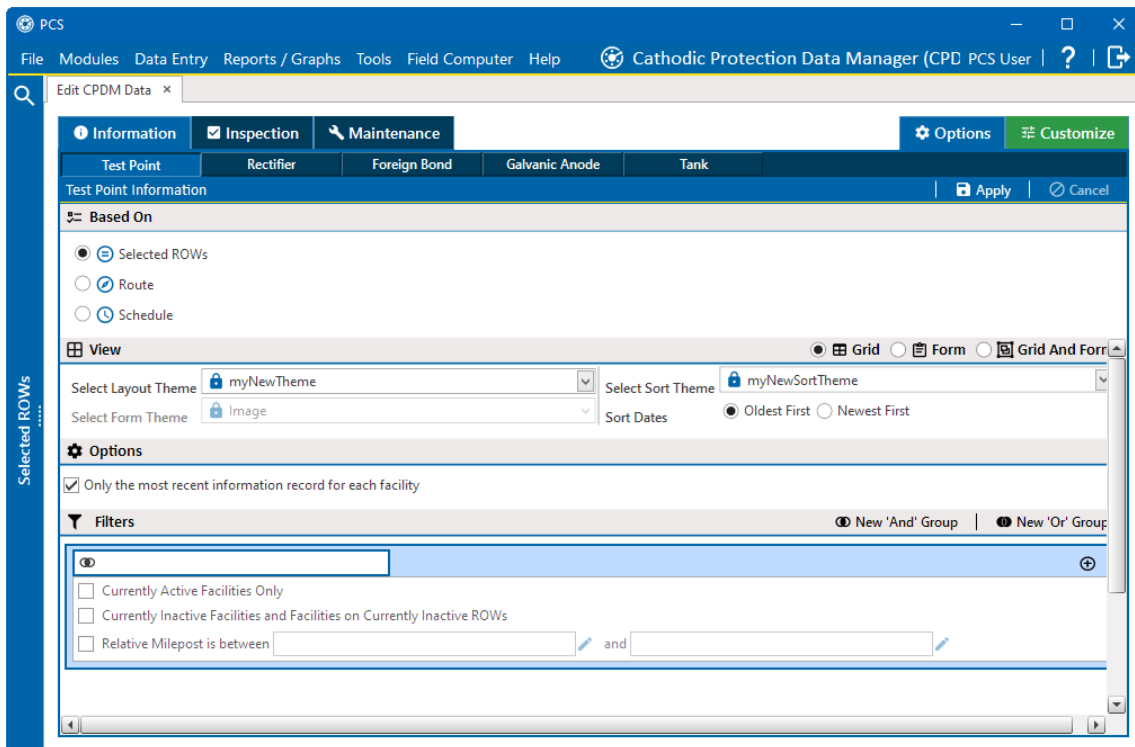 PCS
File Modules Data Entry Reports / Graphs Tools Field Computer Help Cathodic Protection Data Manager (CPD PCS User ?
Edit CPDM Data ×
Information Inspection Maintenance Options Customize
Test Point Rectifier Foreign Bond Galvanic Anode Tank
Test Point Information Apply Cancel
Based On
Selected ROWs
Route
Schedule
View Grid Form Grid And Form
Select Layout Theme myNewTheme Select Sort Theme myNewSortTheme
Select Form Theme Image Sort Dates Oldest First Newest First
Options
Only the most recent information record for each facility
Filters New 'And' Group New 'Or' Group
Currently Active Facilities Only
Currently Inactive Facilities and Facilities on Currently Inactive ROWs
Relative Milepost is between and
Selected ROWs